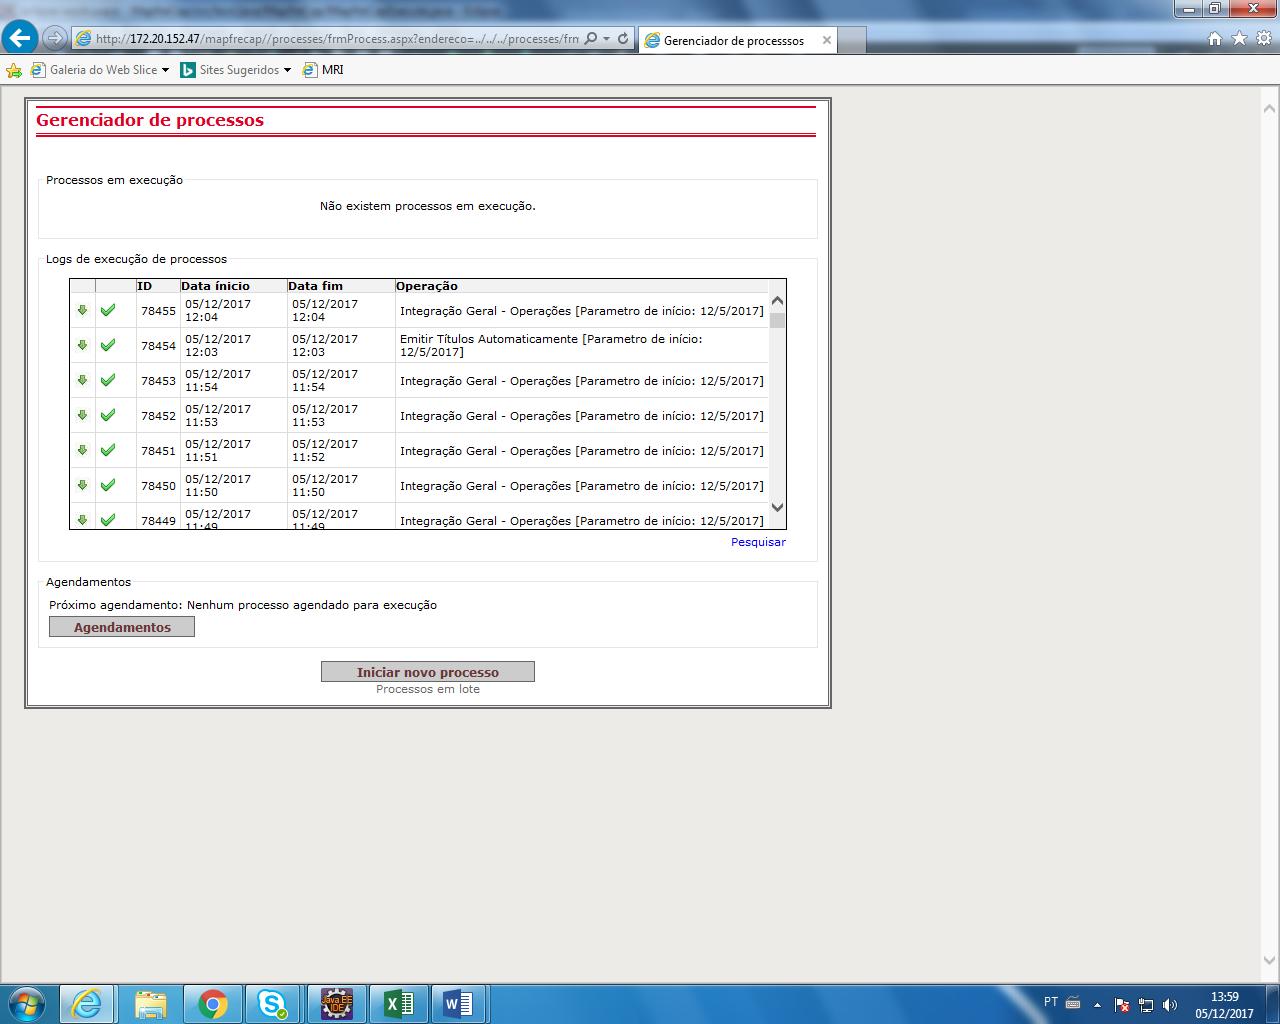 http://172.20.152.47/mapfrecap//processes/frmProcess.aspx?endereco=../../../processes/frm
Gerenciador de processsos
Galeria do Web Slice
Sites Sugeridos
MRI
Gerenciador de processos
Processos em execução
Não existem processos em execução.
Logs de execução de processos
ID Data ínicio Data fim Operação
78455 05/12/2017 12:04 05/12/2017 12:04 Integração Geral - Operações [Parametro de início: 12/5/2017]
78454 05/12/2017 12:03 05/12/2017 12:03 Emitir Títulos Automaticamente [Parametro de início: 12/5/2017]
78453 05/12/2017 11:54 05/12/2017 11:54 Integração Geral - Operações [Parametro de início: 12/5/2017]
78452 05/12/2017 11:53 05/12/2017 11:53 Integração Geral - Operações [Parametro de início: 12/5/2017]
78451 05/12/2017 11:51 05/12/2017 11:52 Integração Geral - Operações [Parametro de início: 12/5/2017]
78450 05/12/2017 11:50 05/12/2017 11:50 Integração Geral - Operações [Parametro de início: 12/5/2017]
78449 05/12/2017 11:49 05/12/2017 11:49 Integração Geral - Operações [Parametro de início: 12/5/2017]
Pesquisar
Agendamentos
Próximo agendamento: Nenhum processo agendado para execução
Agendamentos
Iniciar novo processo
Processos em lote
Java EE
IDE
PT
13:59
05/12/2017